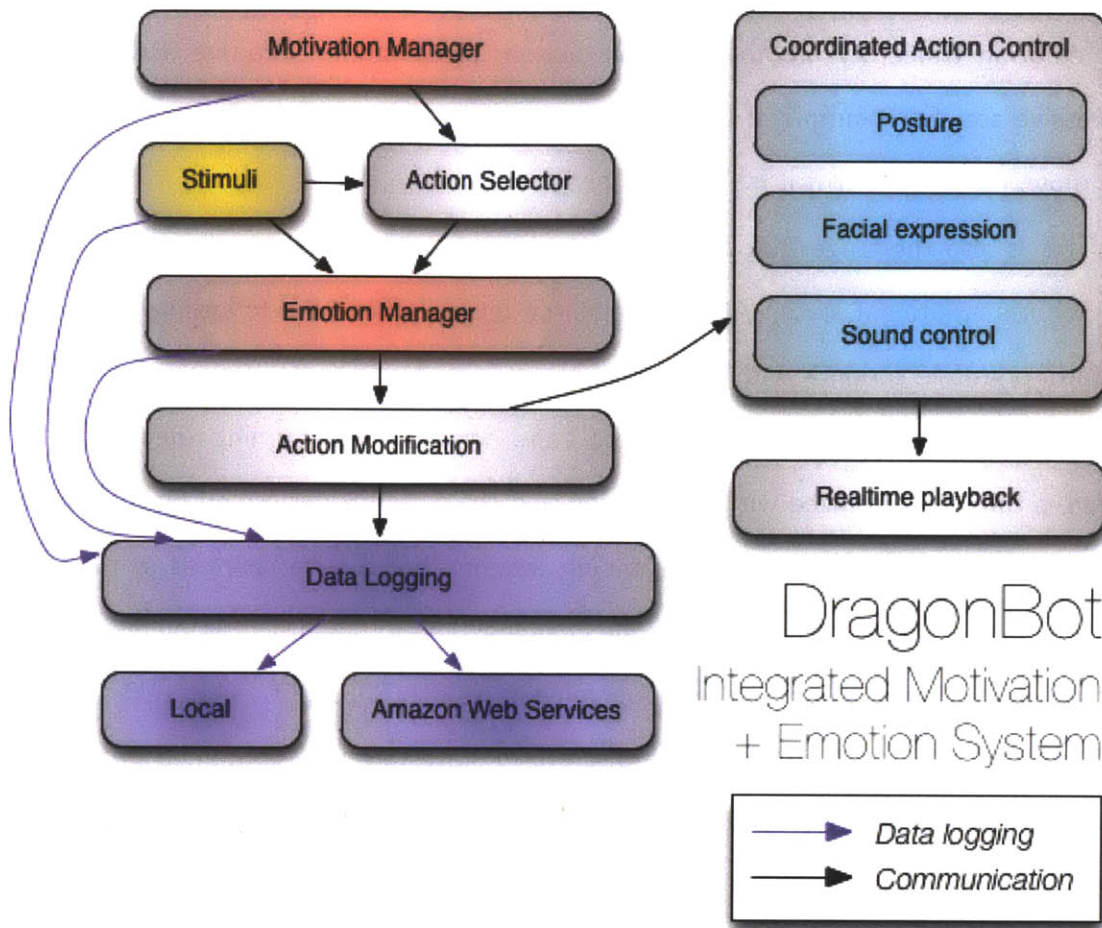 Motivation Manager
Stimuli
Action Selector
Emotion Manager
Action Modification
Data Logging
Local
Amazon Web Services
Coordinated Action Control
Posture
Facial expression
Sound control
Realtime playback
DragonBot
Integrated Motivation
+ Emotion System
Data logging
Communication